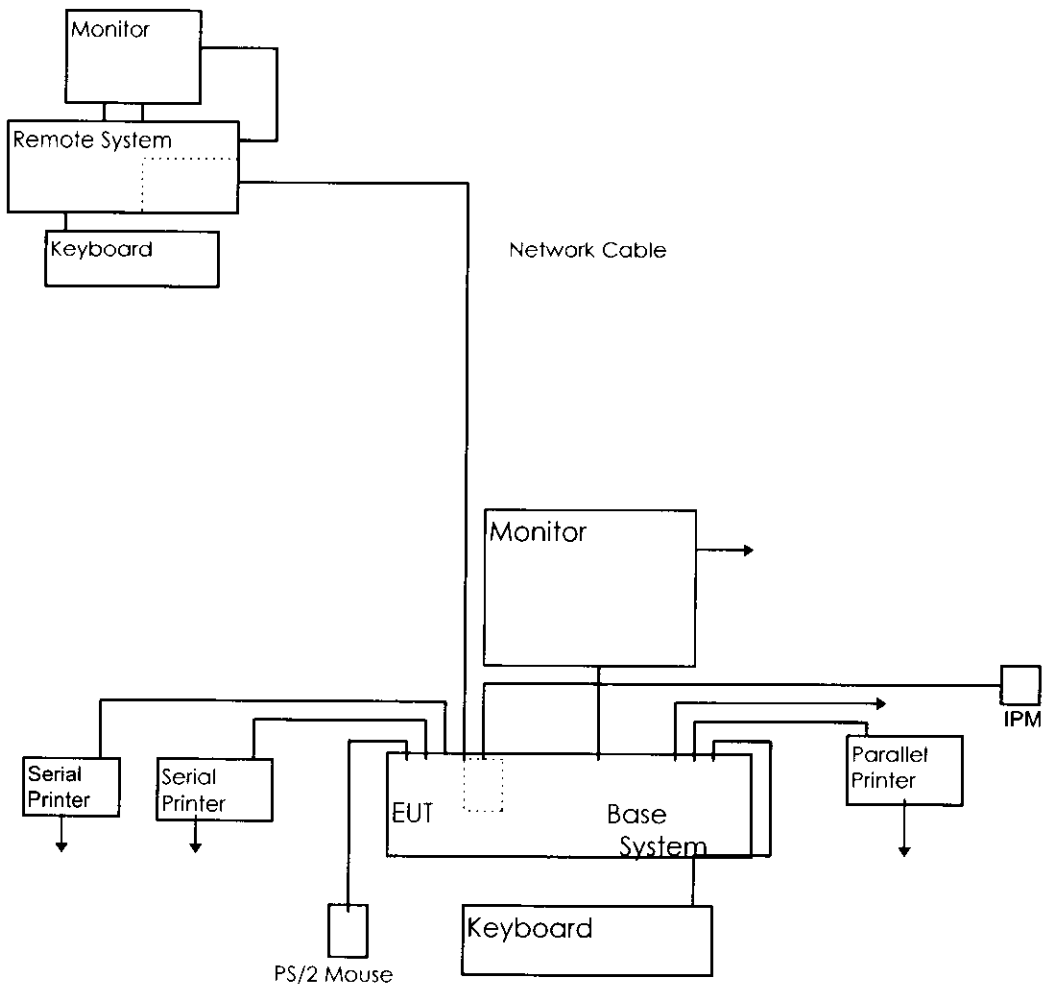 Monitor
Remote System
Keyboard
Network Cable
Monitor
IPM
Serial
Printer
Serial
Printer
Parallel
Printer
EUT
Base
System
Keyboard
PS/2 Mouse